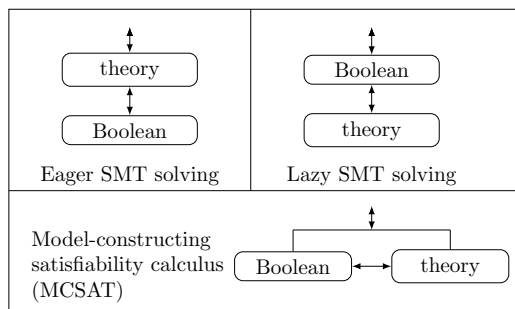 theory
Boolean
Eager SMT solving
Boolean
theory
Lazy SMT solving
Model-constructing
satisfiability calculus
(MCSAT)
Boolean
theory